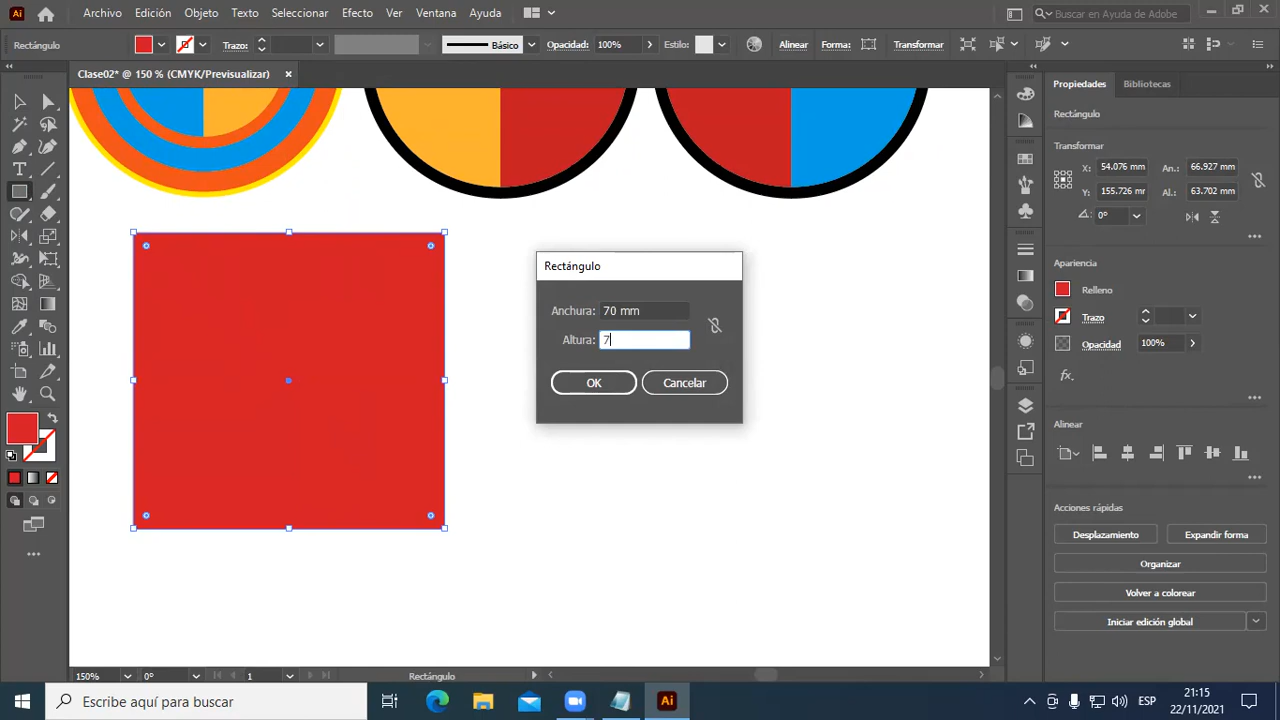 Ai
Archivo Edición Objeto Texto Seleccionar Efecto Ver Ventana Ayuda
Buscar en Ayuda de Adobe
Rectángulo Trazo: Básico Opacidad: 100% Estilo: Alinear Forma: Transformar
Clase02* @ 150 % (CMYK/Previsualizar)
Propiedades Bibliotecas
Rectángulo
Transformar
X: 54.076 mm An.: 66.927 mm
Y: 155.726 mm Al.: 63.702 mm
0°
Apariencia
Relleno
Trazo
Opacidad 100%
fx.
Alinear
Acciones rápidas
Desplazamiento Expandir forma
Organizar
Volver a colorear
Iniciar edición global
Rectángulo
Anchura: 70 mm
Altura: 7
OK Cancelar
150% 0° 1 Rectángulo
Escribe aquí para buscar
Ai
ESP
21:15
22/11/2021